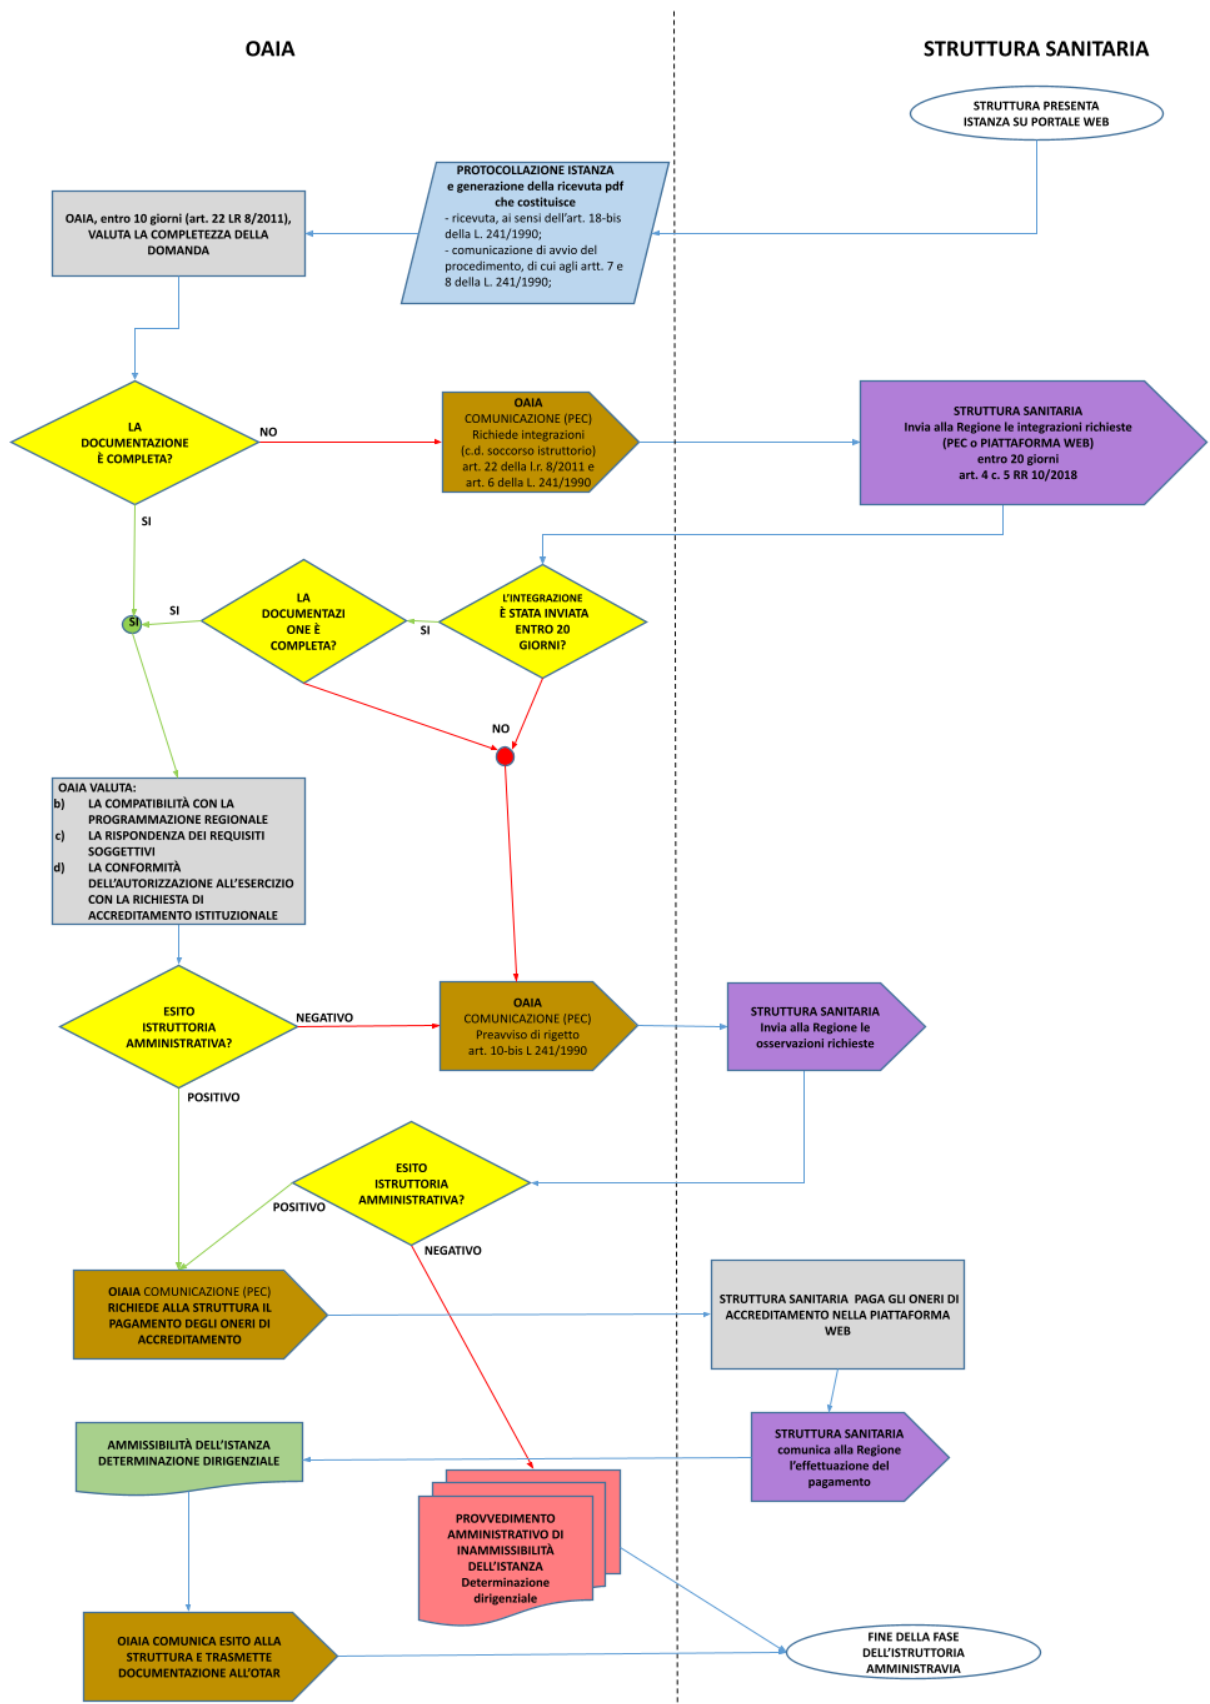 OAIA
STRUTTURA SANITARIA
STRUTTURA PRESENTA
ISTANZA SU PORTALE WEB
PROTOCOLLAZIONE ISTANZA
e generazione della ricevuta pdf
che costituisce
- ricevuta, ai sensi dell'art. 18-bis
della L. 241/1990;
- comunicazione di avvio del
procedimento, di cui agli artt. 7 e
8 della L. 241/1990;
OAIA, entro 10 giorni (art. 22 LR 8/2011),
VALUTA LA COMPLETEZZA DELLA
DOMANDA
LA
DOCUMENTAZIONE
È COMPLETA?
NO
OAIA
COMUNICAZIONE (PEC)
Richiede integrazioni
(c.d. soccorso istruttorio)
art. 22 della l.r. 8/2011 e
art. 6 della L. 241/1990
STRUTTURA SANITARIA
Invia alla Regione le integrazioni richieste
(PEC o PIATTAFORMA WEB)
entro 20 giorni
art. 4 c. 5 RR 10/2018
SI
L'INTEGRAZIONE
È STATA INVIATA
ENTRO 20
GIORNI?
SI
LA
DOCUMENTAZI
ONE È
COMPLETA?
SI
SI
NO
OAIA VALUTA:
b) LA COMPATIBILITÀ CON LA
PROGRAMMAZIONE REGIONALE
c) LA RISPONDENZA DEI REQUISITI
SOGGETTIVI
d) LA CONFORMITÀ
DELL'AUTORIZZAZIONE ALL'ESERCIZIO
CON LA RICHIESTA DI
ACCREDITAMENTO ISTITUZIONALE
ESITO
ISTRUTTORIA
AMMINISTRATIVA?
NEGATIVO
OAIA
COMUNICAZIONE (PEC)
Preavviso di rigetto
art. 10-bis L 241/1990
STRUTTURA SANITARIA
Invia alla Regione le
osservazioni richieste
POSITIVO
ESITO
ISTRUTTORIA
AMMINISTRATIVA?
POSITIVO
NEGATIVO
OIAIA COMUNICAZIONE (PEC)
RICHIEDE ALLA STRUTTURA IL
PAGAMENTO DEGLI ONERI DI
ACCREDITAMENTO
STRUTTURA SANITARIA PAGA GLI ONERI DI
ACCREDITAMENTO NELLA PIATTAFORMA
WEB
STRUTTURA SANITARIA
comunica alla Regione
l'effettuazione del
pagamento
AMMISSIBILITÀ DELL'ISTANZA
DETERMINAZIONE DIRIGENZIALE
PROVVEDIMENTO
AMMINISTRATIVO DI
INAMMISSIBILITÀ
DELL'ISTANZA
Determinazione
dirigenziale
OIAIA COMUNICA ESITO ALLA
STRUTTURA E TRASMETTE
DOCUMENTAZIONE ALL'OTAR
FINE DELLA FASE
DELL'ISTRUTTORIA
AMMINISTRAVIA